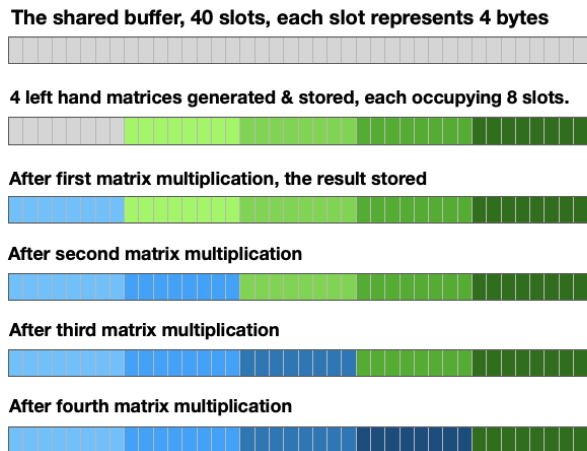 The shared buffer, 40 slots, each slot represents 4 bytes
4 left hand matrices generated & stored, each occupying 8 slots.
After first matrix multiplication, the result stored
After second matrix multiplication
After third matrix multiplication
After fourth matrix multiplication